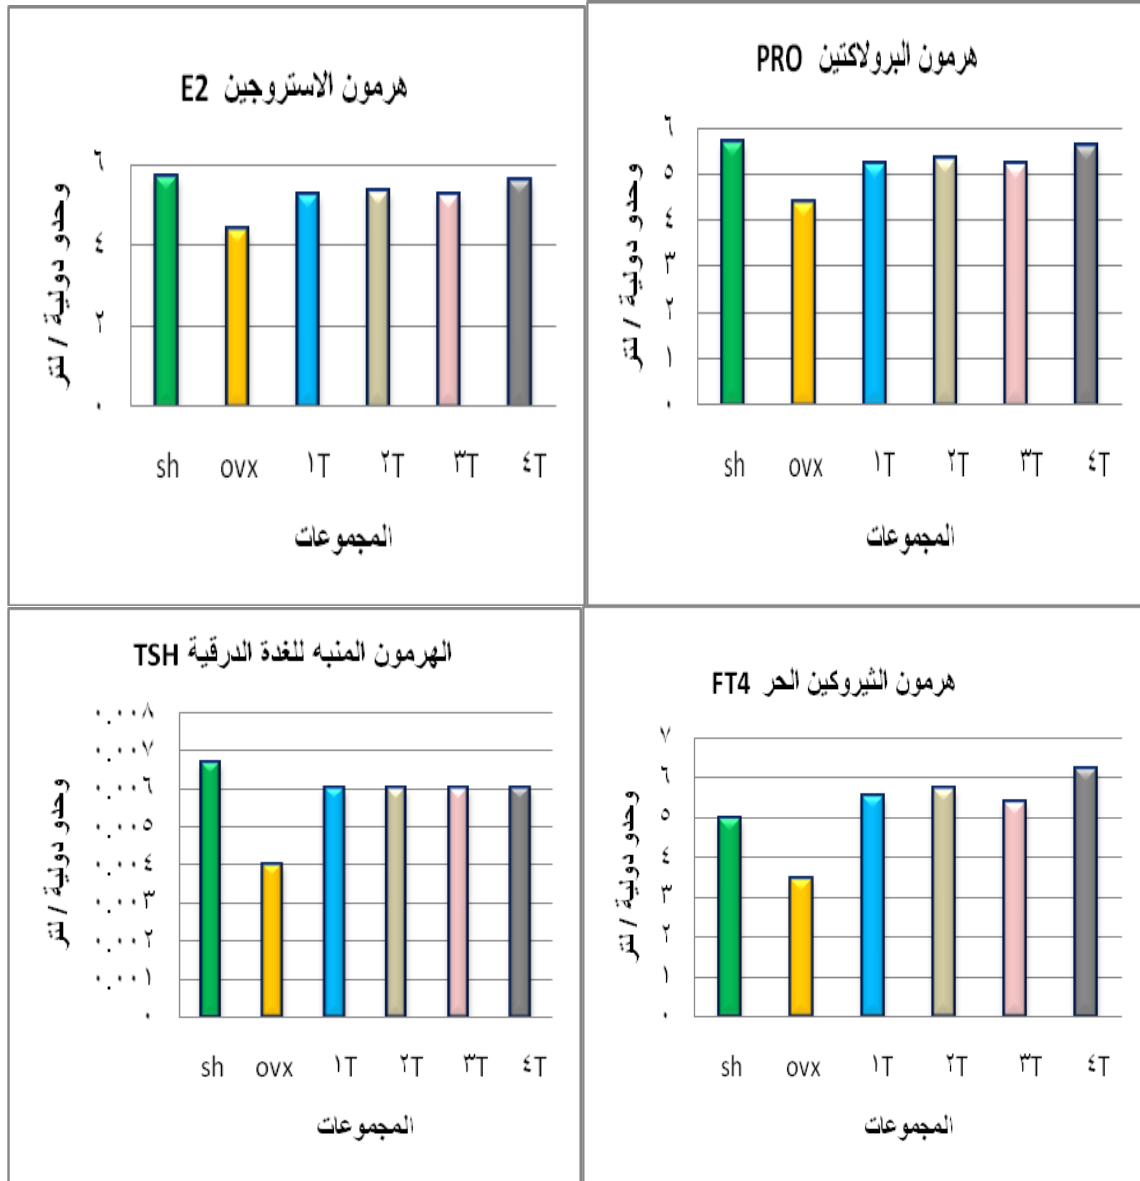 هرمون الاستروجين E2
وحدو دولية / لتر
٦
٤
٢
٠
sh ovx ١T ٢T ٣T ٤T
المجموعات
هرمون البرولاكتين PRO
وحدو دولية / لتر
٦
٥
٤
٣
٢
١
٠
sh ovx ١T ٢T ٣T ٤T
المجموعات
الهرمون المنبه للغدة الدرقية TSH
وحدو دولية / لتر
٠.٠٠٨
٠.٠٠٧
٠.٠٠٦
٠.٠٠٥
٠.٠٠٤
٠.٠٠٣
٠.٠٠٢
٠.٠٠١
٠
sh ovx ١T ٢T ٣T ٤T
المجموعات
هرمون الثيروكين الحر FT4
وحدو دولية / لتر
٧
٦
٥
٤
٣
٢
١
٠
sh ovx ١T ٢T ٣T ٤T
المجموعات